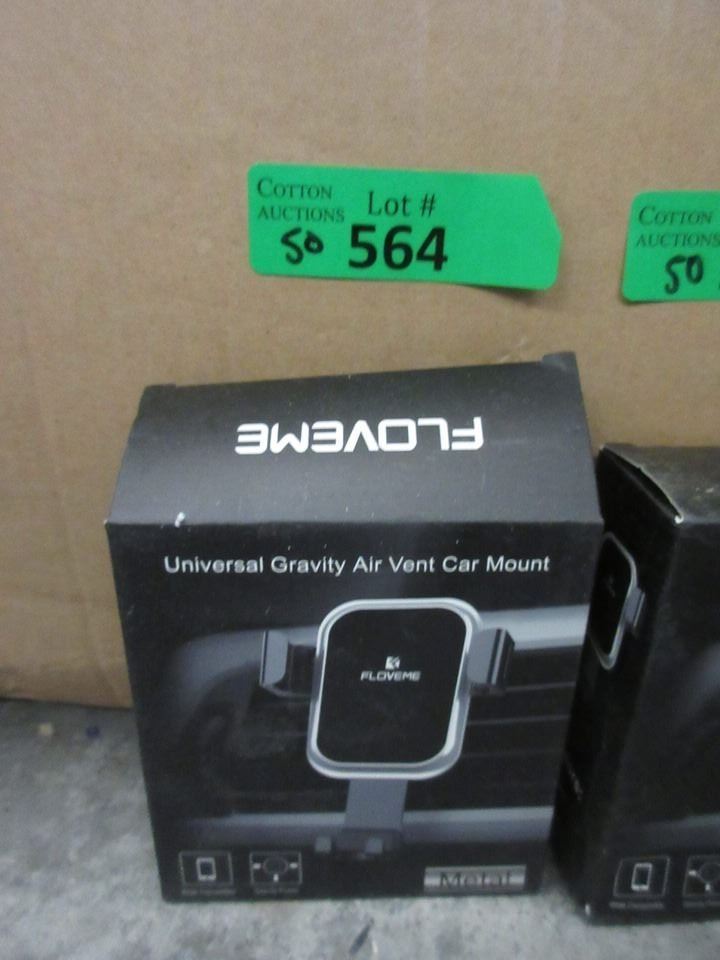 COTTON
AUCTIONS
Lot #
50 564
COTTON
AUCTIONS
50
FLOVEME
Universal Gravity Air Vent Car Mount
FLOVEME
Metal